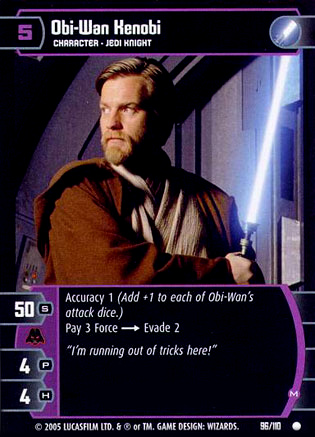 5 Obi-Wan Kenobi
CHARACTER • JEDI KNIGHT
50 S
Accuracy 1 (Add +1 to each of Obi-Wan's
attack dice.)
Pay 3 Force → Evade 2
4 P
"I'm running out of tricks here!"
4 H
M
© 2005 LUCASFILM LTD. & ® or TM. GAME DESIGN: WIZARDS. 96/110